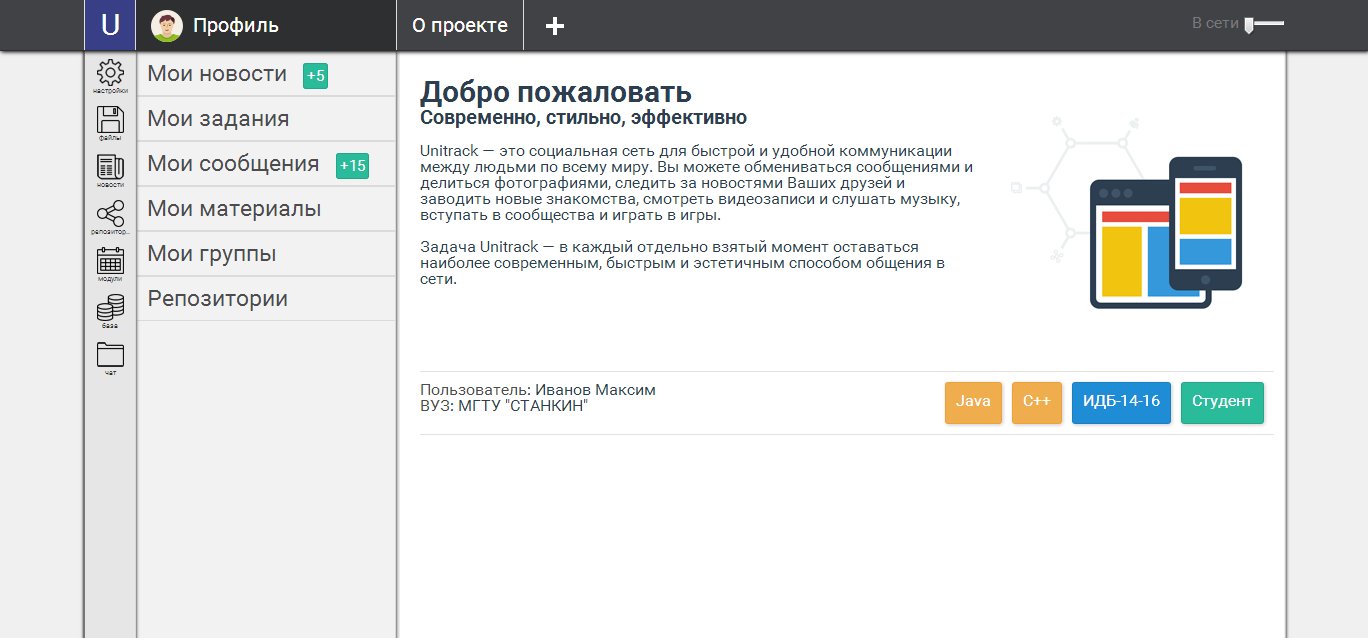 U
Профиль
О проекте
+
В сети
настройки
файлы
новости
репозитор...
модули
база
чат
Мои новости +5
Мои задания
Мои сообщения +15
Мои материалы
Мои группы
Репозитории
Добро пожаловать
Современно, стильно, эффективно
Unitrack — это социальная сеть для быстрой и удобной коммуникации
между людьми по всему миру. Вы можете обмениваться сообщениями и
делиться фотографиями, следить за новостями Ваших друзей и
заводить новые знакомства, смотреть видеозаписи и слушать музыку,
вступать в сообщества и играть в игры.
Задача Unitrack — в каждый отдельно взятый момент оставаться
наиболее современным, быстрым и эстетичным способом общения в
сети.
Пользователь: Иванов Максим
ВУЗ: МГТУ "СТАНКИН"
Java
C++
ИДБ-14-16
Студент